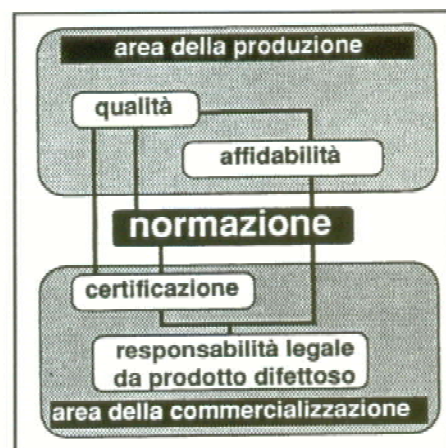 area della produzione
qualità
affidabilità
normazione
certificazione
responsabilità legale
da prodotto difettoso
area della commercializzazione